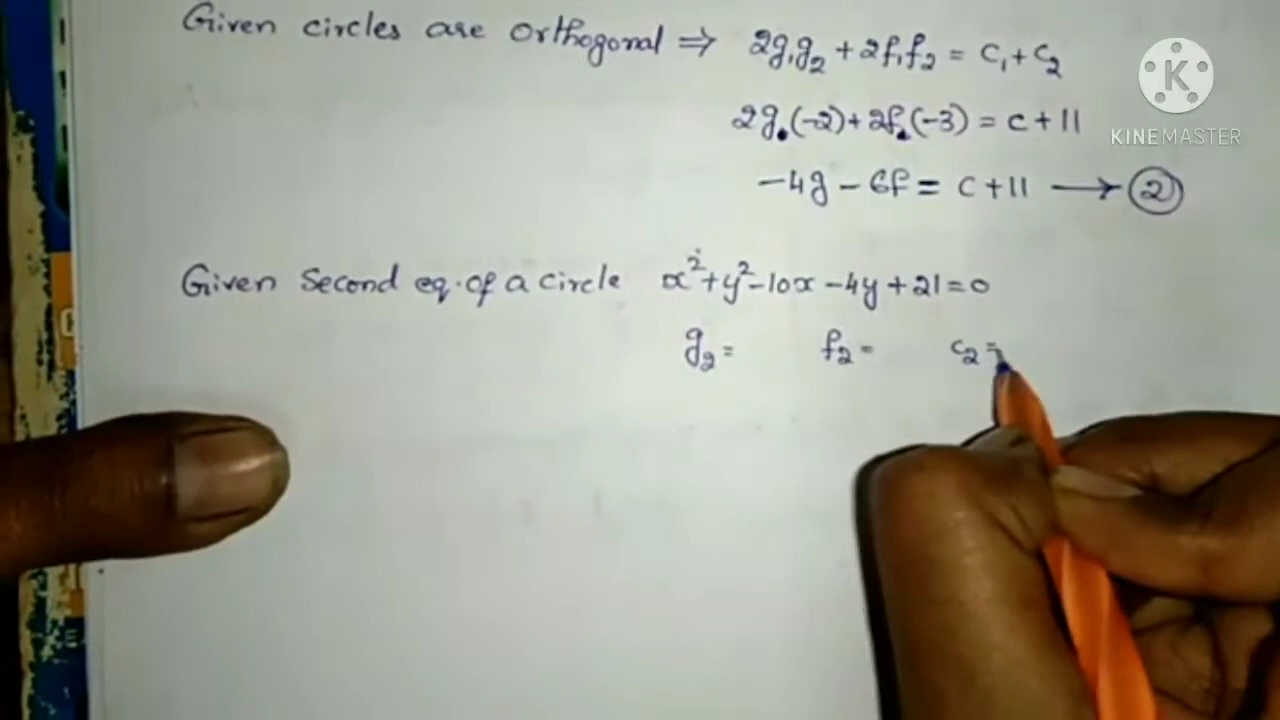 Given circles are orthogonal ⇒ 2g₁g₂ + 2f₁f₂ = c₁ + c₂
2g.(-2) + 2f.(-3) = c + 11
-4g - 6f = c + 11 → ②
Given second eq. of a circle x² + y² - 10x - 4y + 21 = 0
g₂ = f₂ = c₂ =
K
KINEMASTER